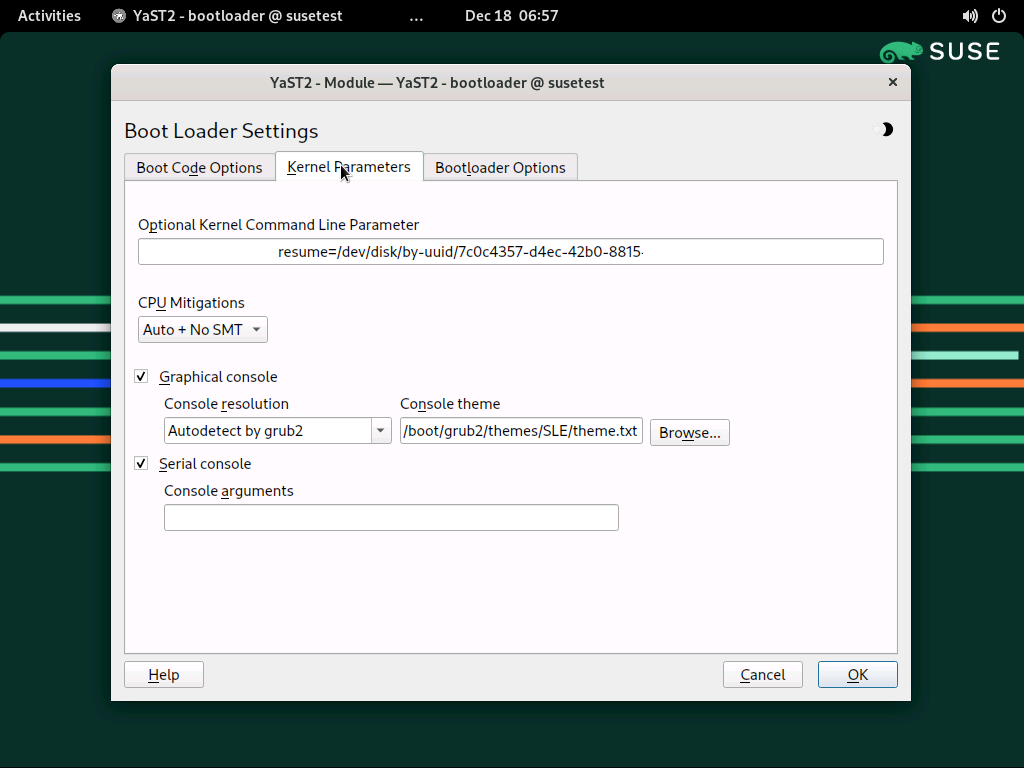 Activities YaST2 - bootloader @ susetest ... Dec 18 06:57
SUSE
YaST2 - Module — YaST2 - bootloader @ susetest ×
Boot Loader Settings
Boot Code Options Kernel Parameters Bootloader Options
Optional Kernel Command Line Parameter
resume=/dev/disk/by-uuid/7c0c4357-d4ec-42b0-8815-
CPU Mitigations
Auto + No SMT
Graphical console
Console resolution Console theme
Autodetect by grub2 /boot/grub2/themes/SLE/theme.txt Browse...
Serial console
Console arguments
Help Cancel OK